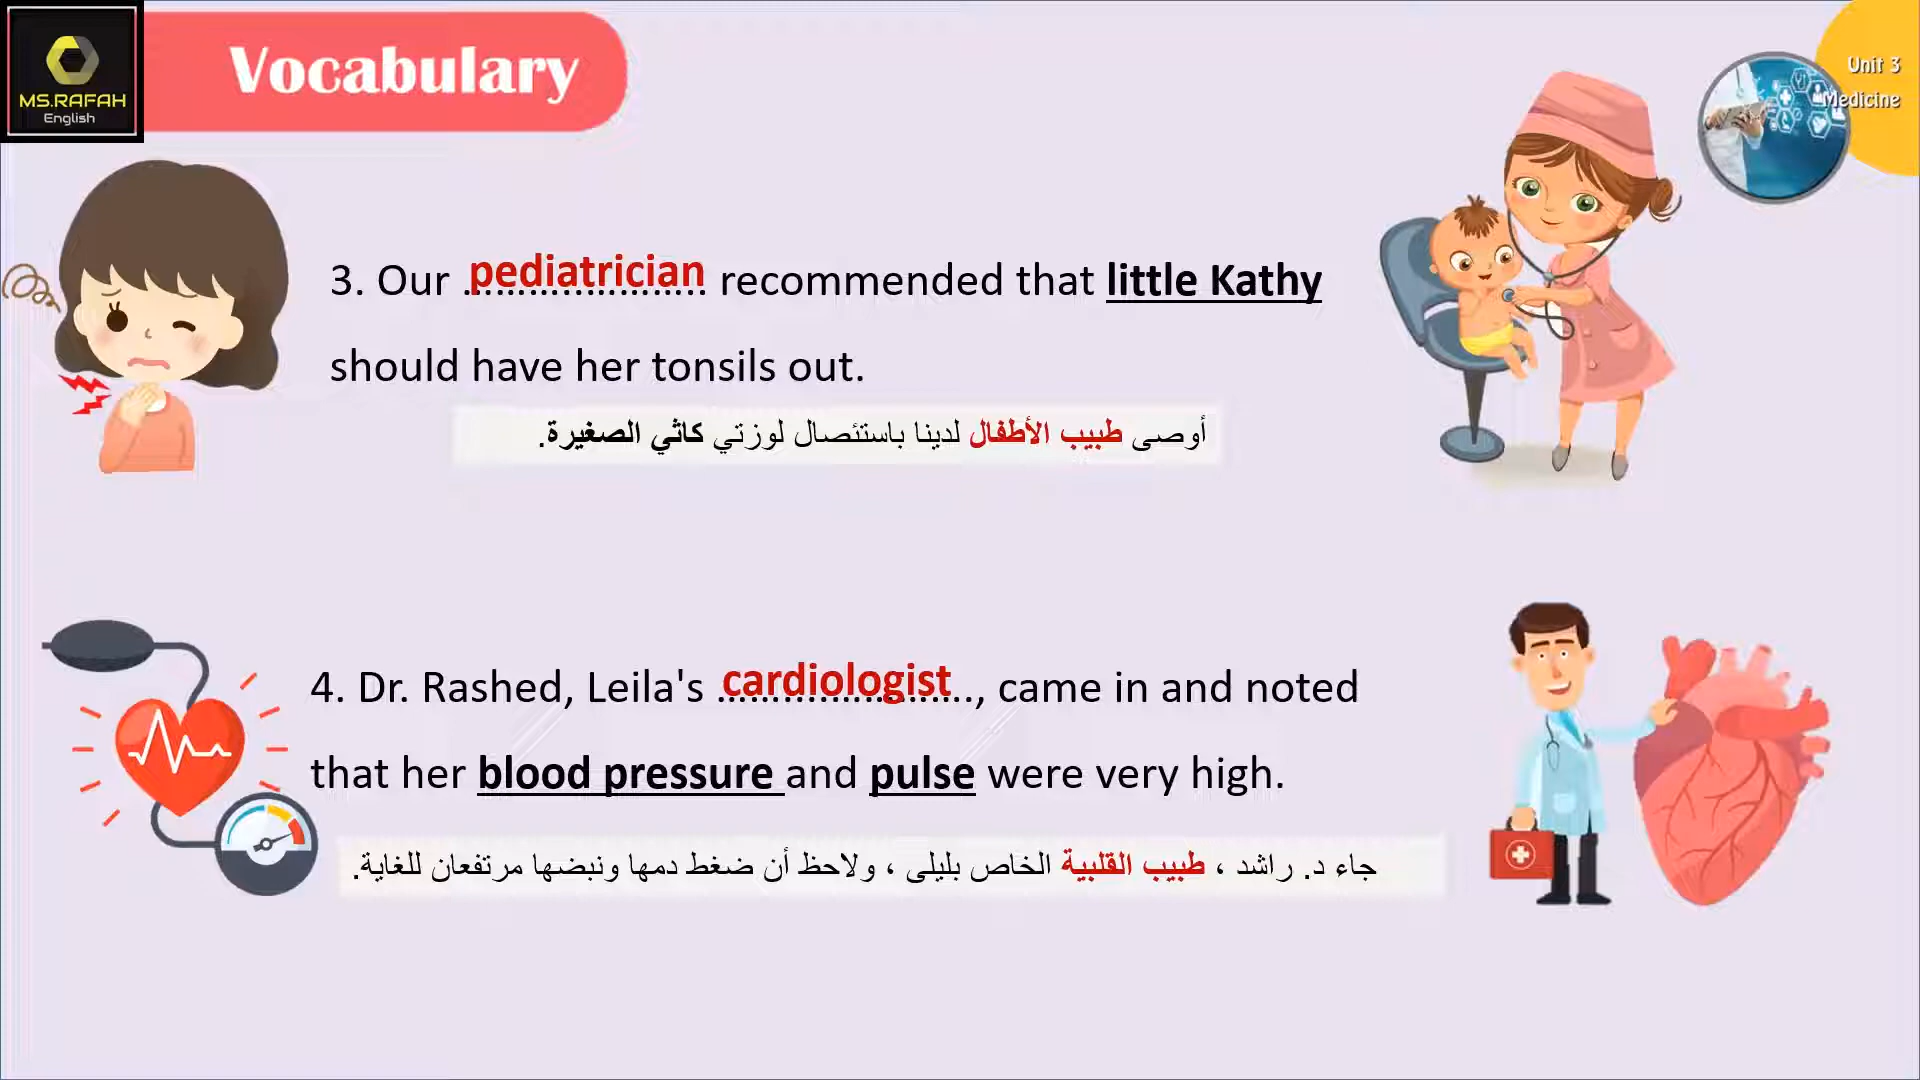 MS.RAFAH
English
Vocabulary
Unit 3
Medicine
3. Our pediatrician recommended that little Kathy
should have her tonsils out.
أوصى طبيب الأطفال لدينا باستئصال لوزتي كاثي الصغيرة.
4. Dr. Rashed, Leila's cardiologist, came in and noted
that her blood pressure and pulse were very high.
جاء د. راشد ، طبيب القلبية الخاص بليلى ، ولاحظ أن ضغط دمها ونبضها مرتفعان للغاية.